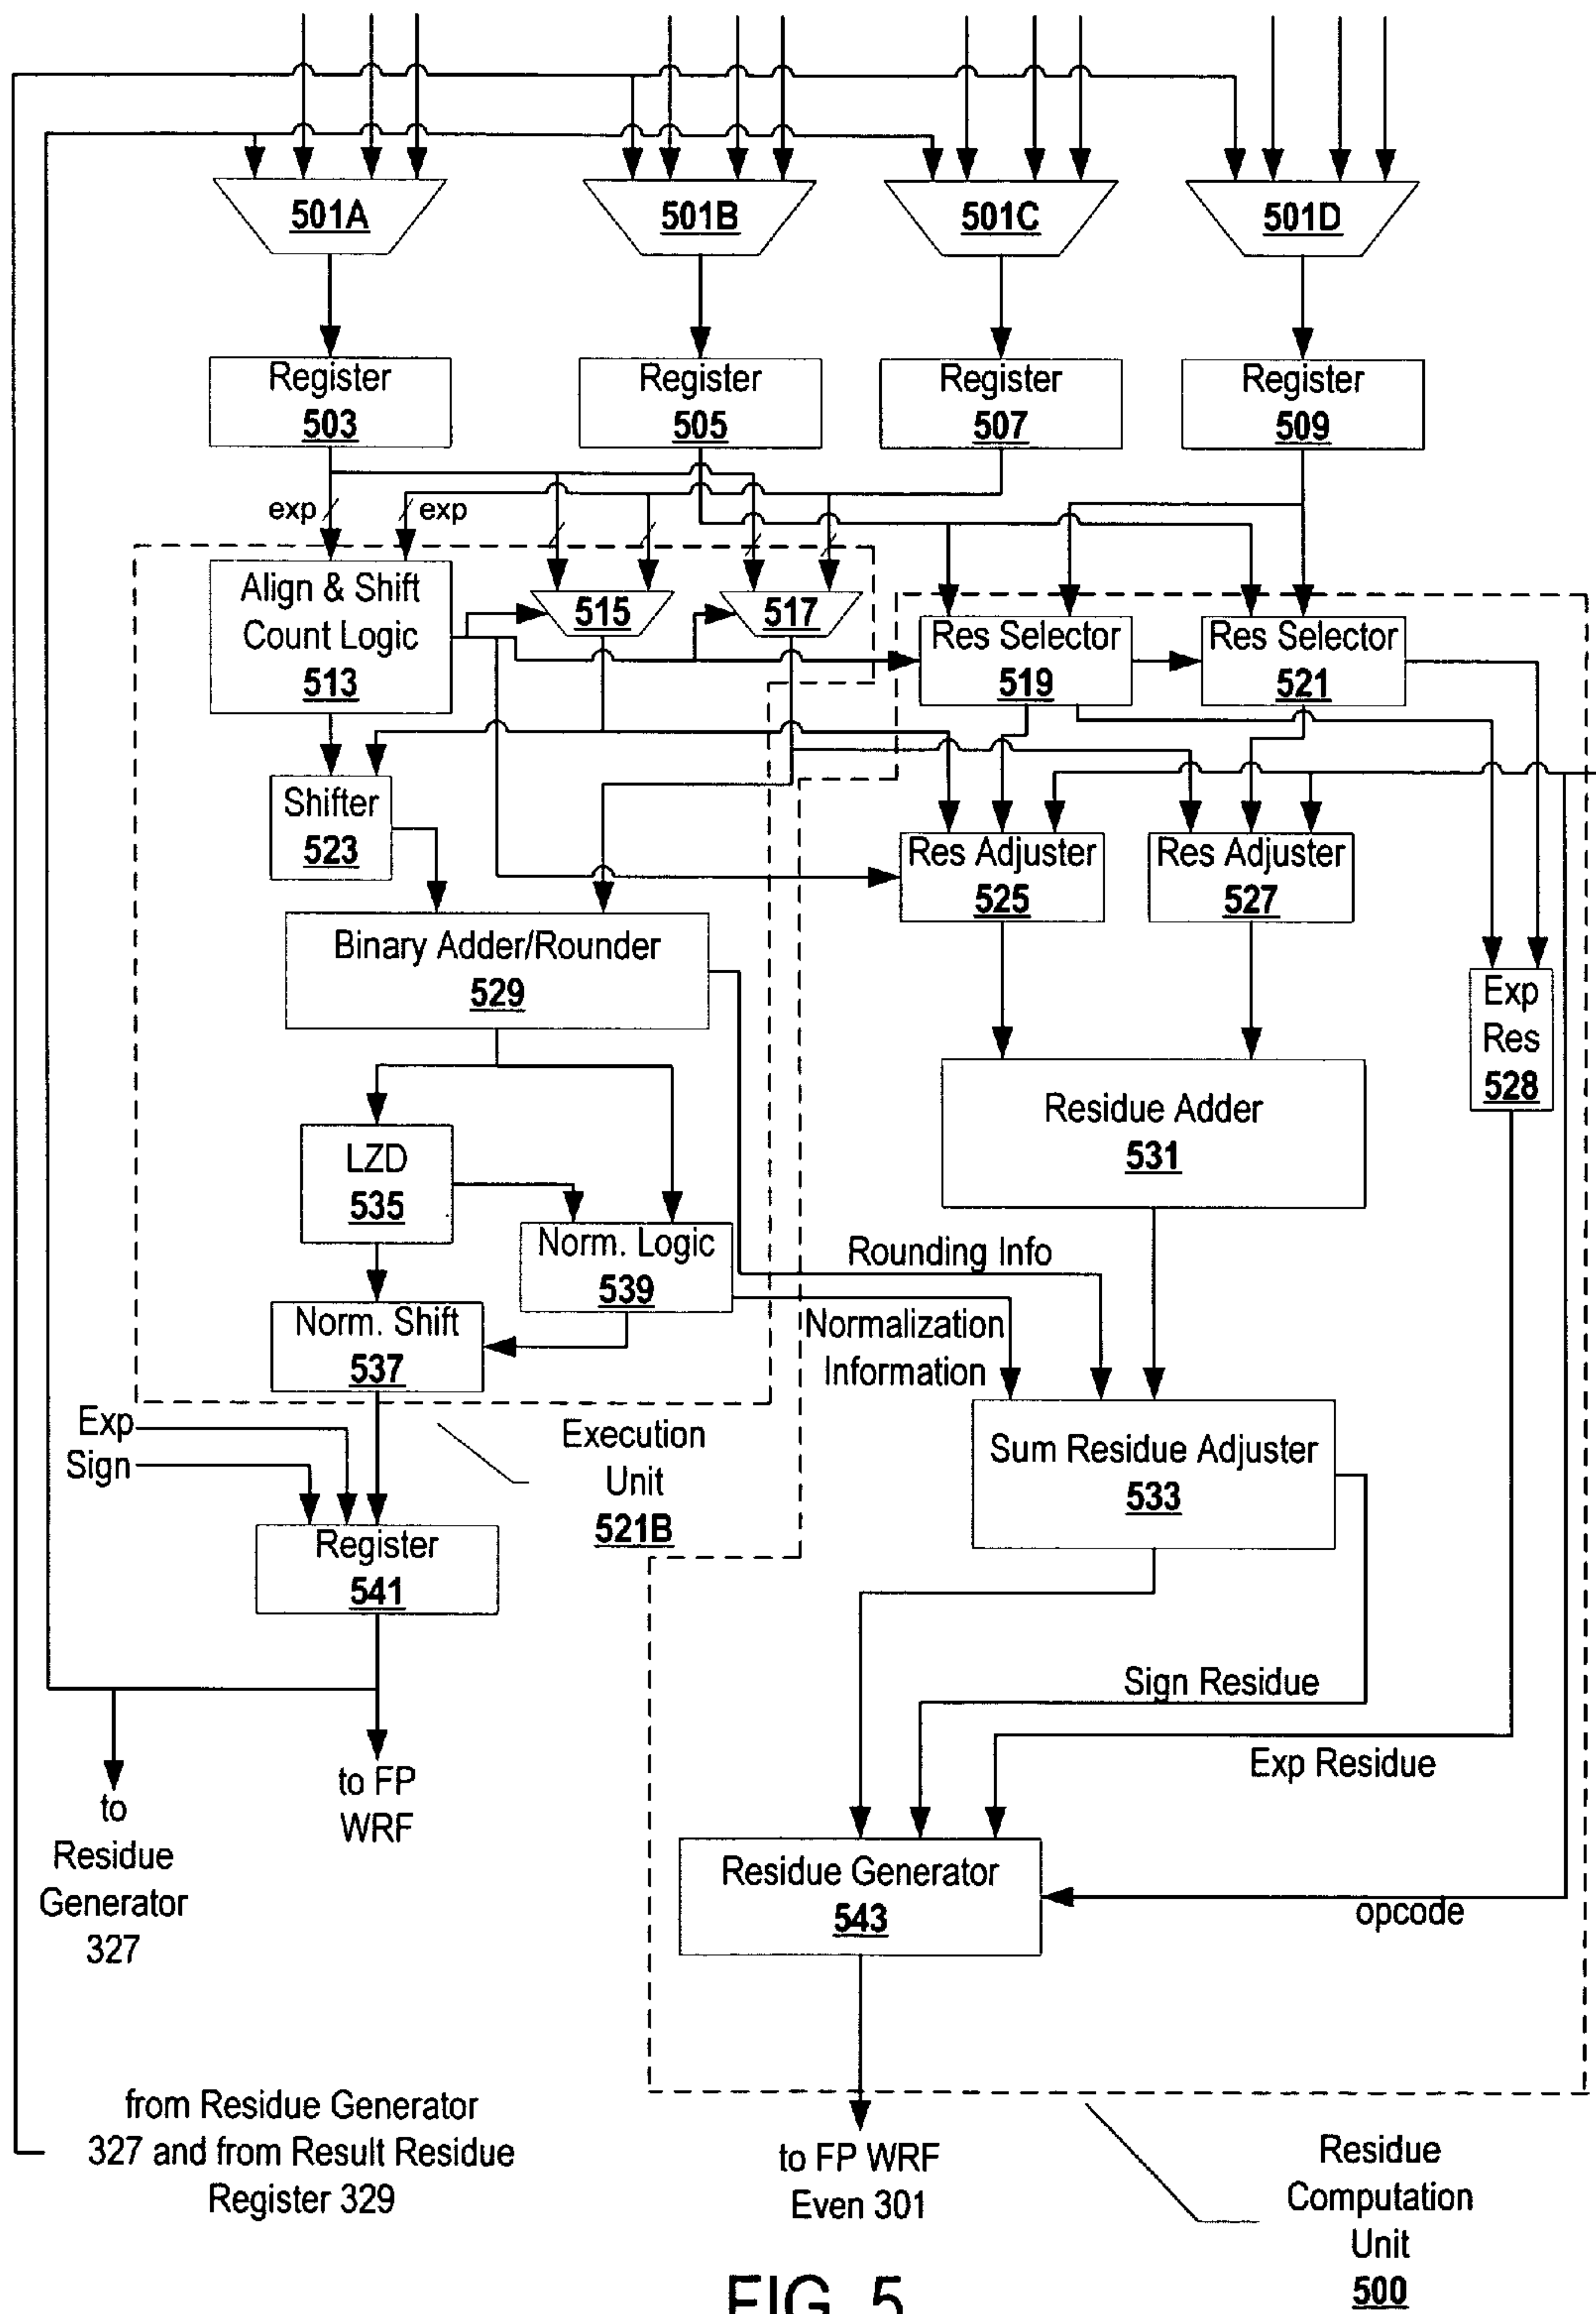 501A
501B
501C
501D
Register
503
Register
505
Register
507
Register
509
exp
exp
Align & Shift
Count Logic
513
515
517
Res Selector
519
Res Selector
521
Shifter
523
Res Adjuster
525
Res Adjuster
527
Binary Adder/Rounder
529
Exp
Res
528
Residue Adder
531
LZD
535
Norm. Logic
539
Rounding Info
Normalization
Information
Norm. Shift
537
Exp
Sign
Execution
Unit
521B
Sum Residue Adjuster
533
Register
541
Sign Residue
Exp Residue
to
Residue
Generator
327
to FP
WRF
Residue Generator
543
opcode
from Residue Generator
327 and from Result Residue
Register 329
to FP WRF
Even 301
Residue
Computation
Unit
500
FIG. 5